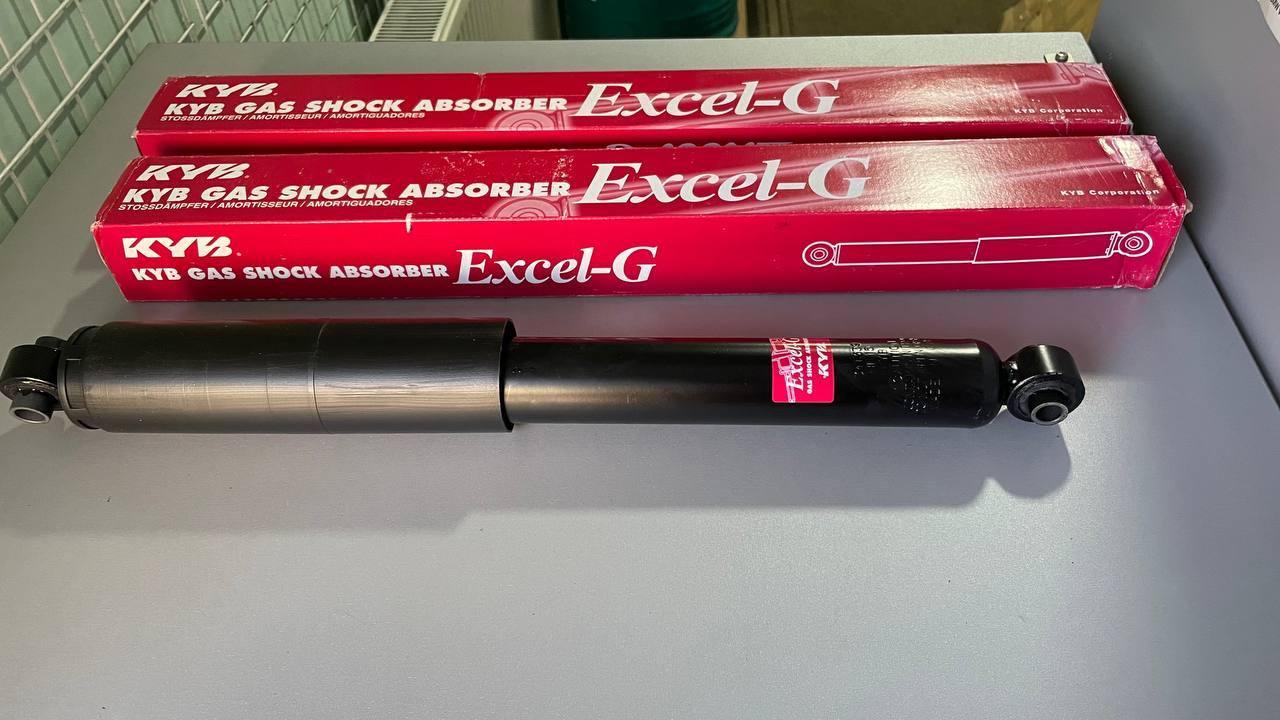 KYB
KYB GAS SHOCK ABSORBER Excel-G
STOSSDÄMPFER / AMORTISSEUR / AMORTIGUADORES
KYB Corporation
KYB
KYB GAS SHOCK ABSORBER Excel-G
STOSSDÄMPFER / AMORTISSEUR / AMORTIGUADORES
KYB Corporation
KYB
KYB GAS SHOCK ABSORBER Excel-G
Excel-G
GAS SHOCK
KYB